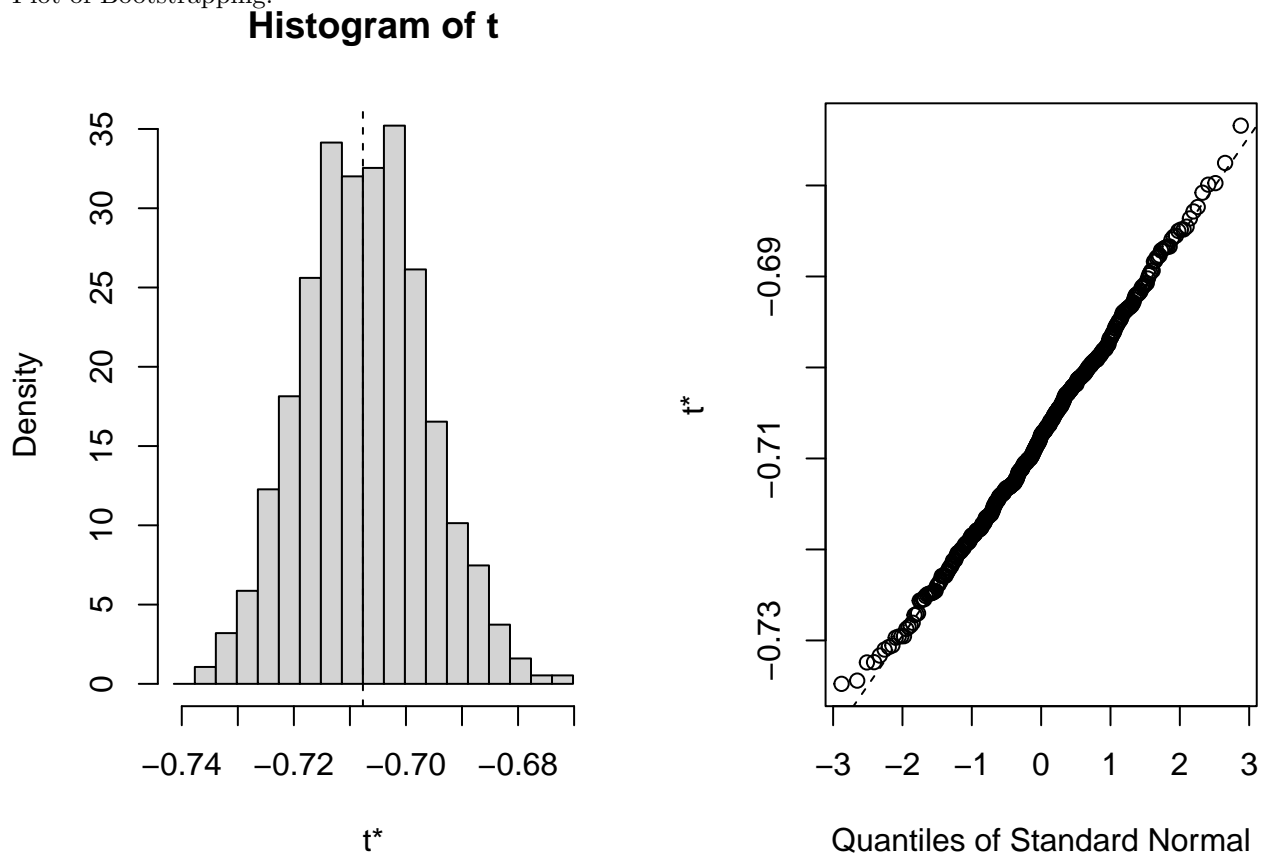 Plot of Bootstrapping.
Histogram of t
Density
0 5 10 15 20 25 30 35
−0.74 −0.72 −0.70 −0.68
t*
t*
−0.73 −0.71 −0.69
−3 −2 −1 0 1 2 3
Quantiles of Standard Normal